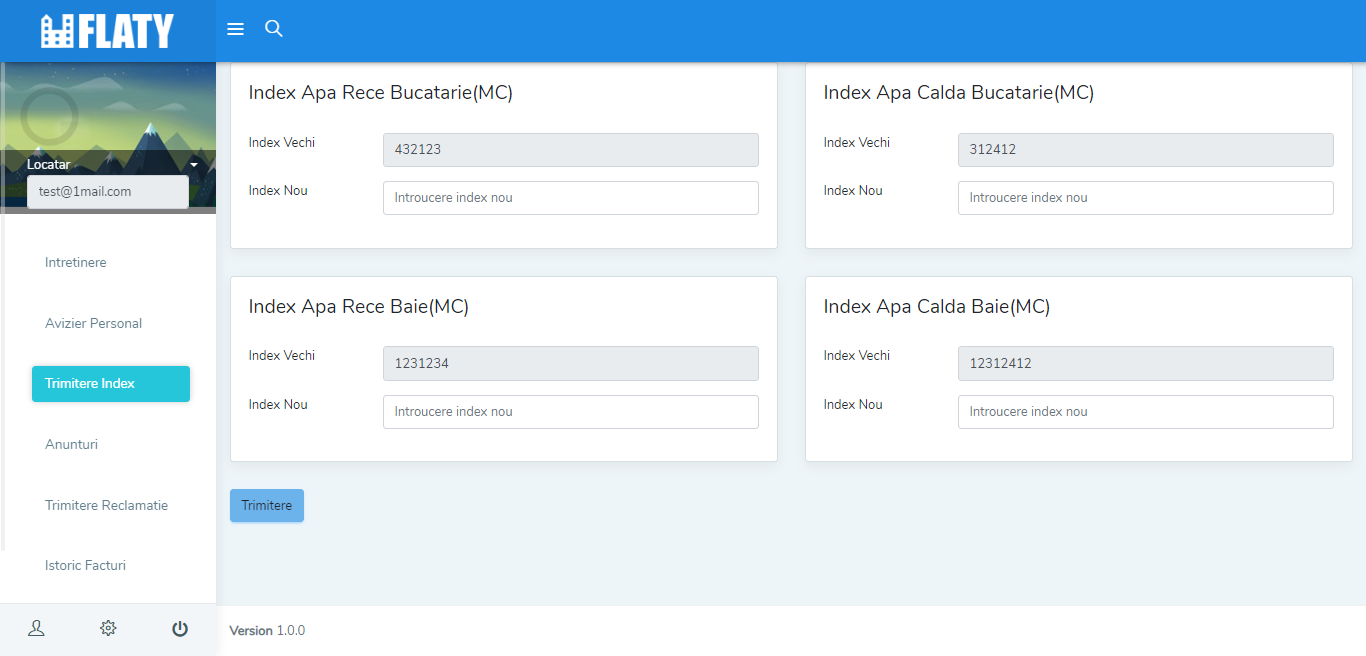 FLATY
Locatar
test@1mail.com
Intretinere
Avizier Personal
Trimitere Index
Anunturi
Trimitere Reclamatie
Istoric Facturi
Index Apa Rece Bucatarie(MC)
Index Vechi 432123
Index Nou Introucere index nou
Index Apa Calda Bucatarie(MC)
Index Vechi 312412
Index Nou Introucere index nou
Index Apa Rece Baie(MC)
Index Vechi 1231234
Index Nou Introucere index nou
Index Apa Calda Baie(MC)
Index Vechi 12312412
Index Nou Introucere index nou
Trimitere
Version 1.0.0